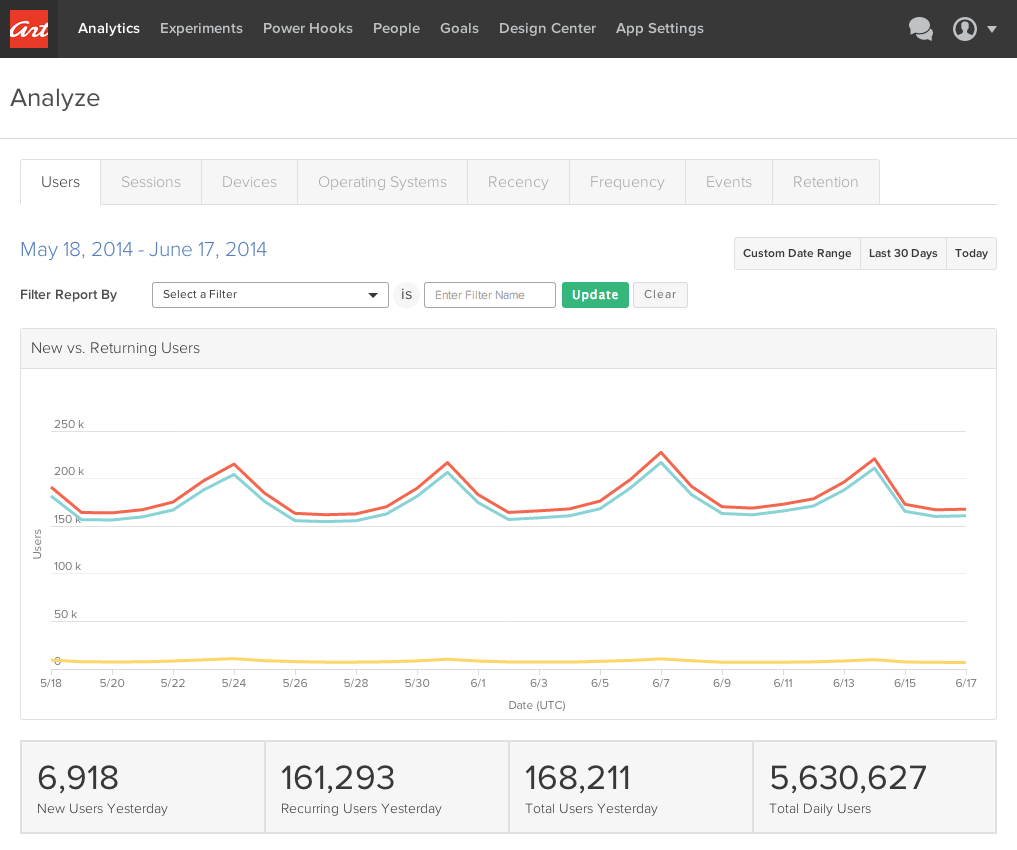 art Analytics Experiments Power Hooks People Goals Design Center App Settings
Analyze
Users Sessions Devices Operating Systems Recency Frequency Events Retention
May 18, 2014 - June 17, 2014 Custom Date Range Last 30 Days Today
Filter Report By Select a Filter is Enter Filter Name Update Clear
New vs. Returning Users
250 k
200 k
150 k
Users
100 k
50 k
0
5/18 5/20 5/22 5/24 5/26 5/28 5/30 6/1 6/3 6/5 6/7 6/9 6/11 6/13 6/15 6/17
Date (UTC)
6,918 161,293 168,211 5,630,627
New Users Yesterday Recurring Users Yesterday Total Users Yesterday Total Daily Users